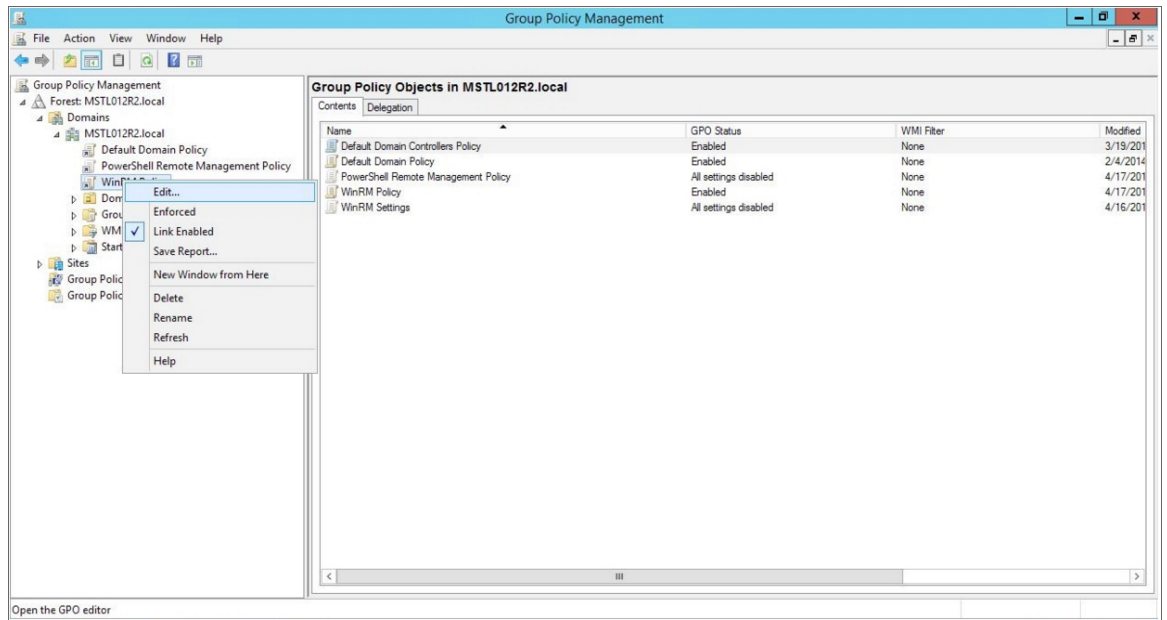 Group Policy Management
File Action View Window Help
Group Policy Management
Forest: MSTL012R2.local
Domains
MSTL012R2.local
Default Domain Policy
PowerShell Remote Management Policy
Sites
Group Polic
Group Polic
Edit...
Enforced
Link Enabled
Save Report...
New Window from Here
Delete
Rename
Refresh
Help
Group Policy Objects in MSTL012R2.local
Contents Delegation
Name GPO Status WMI Filter Modified
Default Domain Controllers Policy Enabled None 3/19/201
Default Domain Policy Enabled None 2/4/2014
PowerShell Remote Management Policy All settings disabled None 4/17/201
WinRM Policy Enabled None 4/17/201
WinRM Settings All settings disabled None 4/16/201
Open the GPO editor